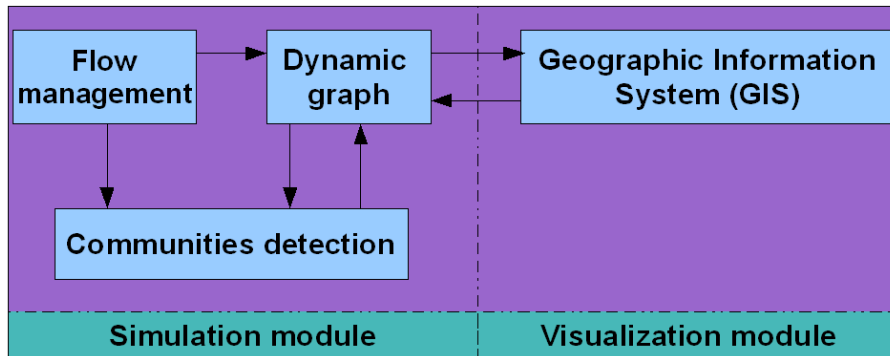 Flow
management
Dynamic
graph
Geographic Information
System (GIS)
Communities detection
Simulation module
Visualization module